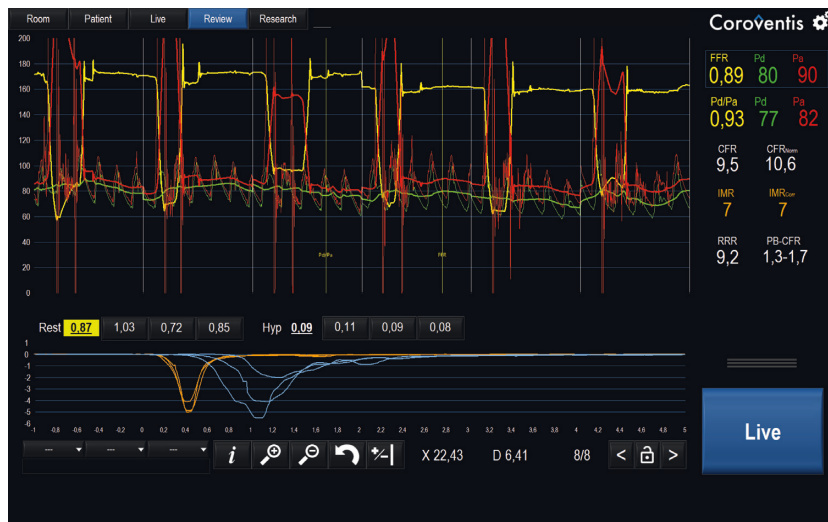 Room Patient Live Review Research
Coroventis
200
180
160
140
120
100
80
60
40
20
0
Pd/Pa FFR
FFR Pd Pa
0,89 80 90
Pd/Pa Pd Pa
0,93 77 82
CFR CFRNorm
9,5 10,6
IMR IMRCorr
7 7
RRR PB-CFR
9,2 1,3-1,7
Rest 0,87 1,03 0,72 0,85 Hyp 0,09 0,11 0,09 0,08
1
0
-1
-2
-3
-4
-5
-6
-1 -0,8 -0,6 -0,4 -0,2 0 0,2 0,4 0,6 0,8 1 1,2 1,4 1,6 1,8 2 2,2 2,4 2,6 2,8 3 3,2 3,4 3,6 3,8 4 4,2 4,4 4,6 4,8 5
--- --- --- i +/- X 22,43 D 6,41 8/8 < >
Live